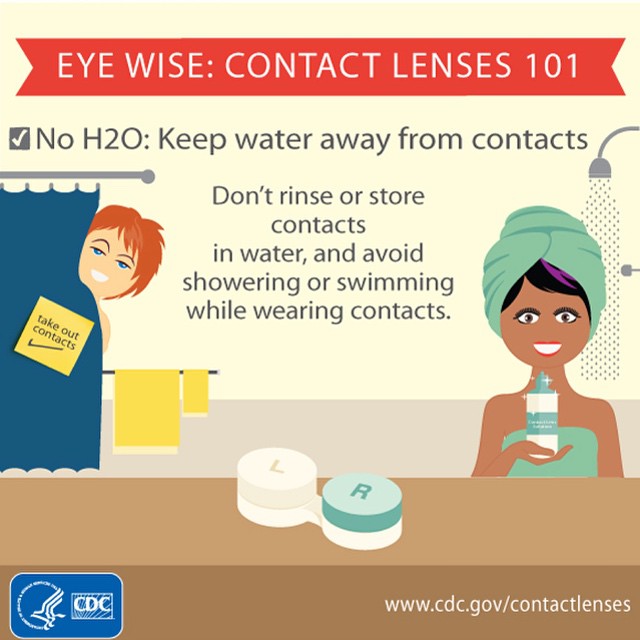 EYE WISE: CONTACT LENSES 101
No H2O: Keep water away from contacts
Don't rinse or store
contacts
in water, and avoid
showering or swimming
while wearing contacts.
take out
contacts
L
R
CDC
www.cdc.gov/contactlenses